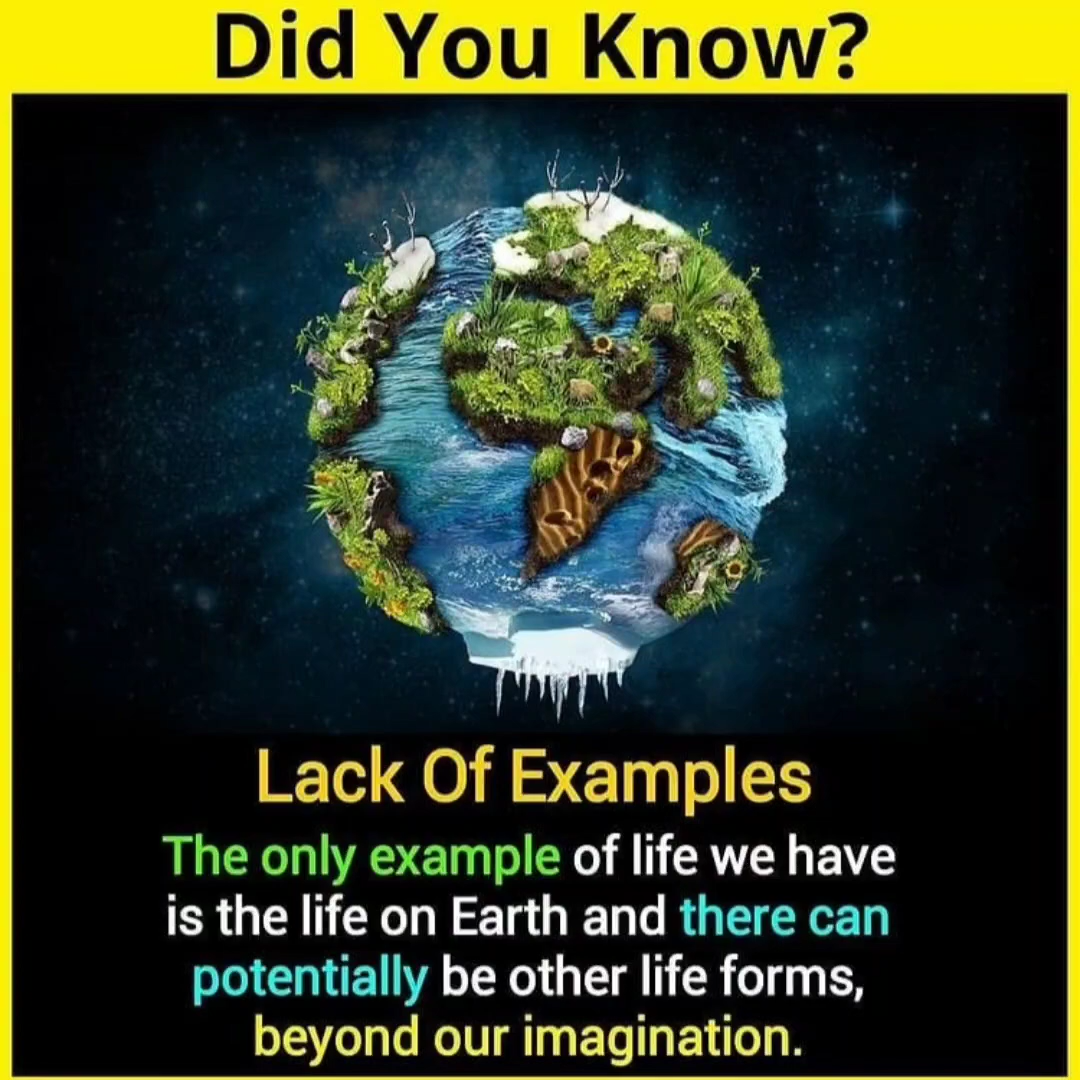 Did You Know?
Lack Of Examples
The only example of life we have
is the life on Earth and there can
potentially be other life forms,
beyond our imagination.